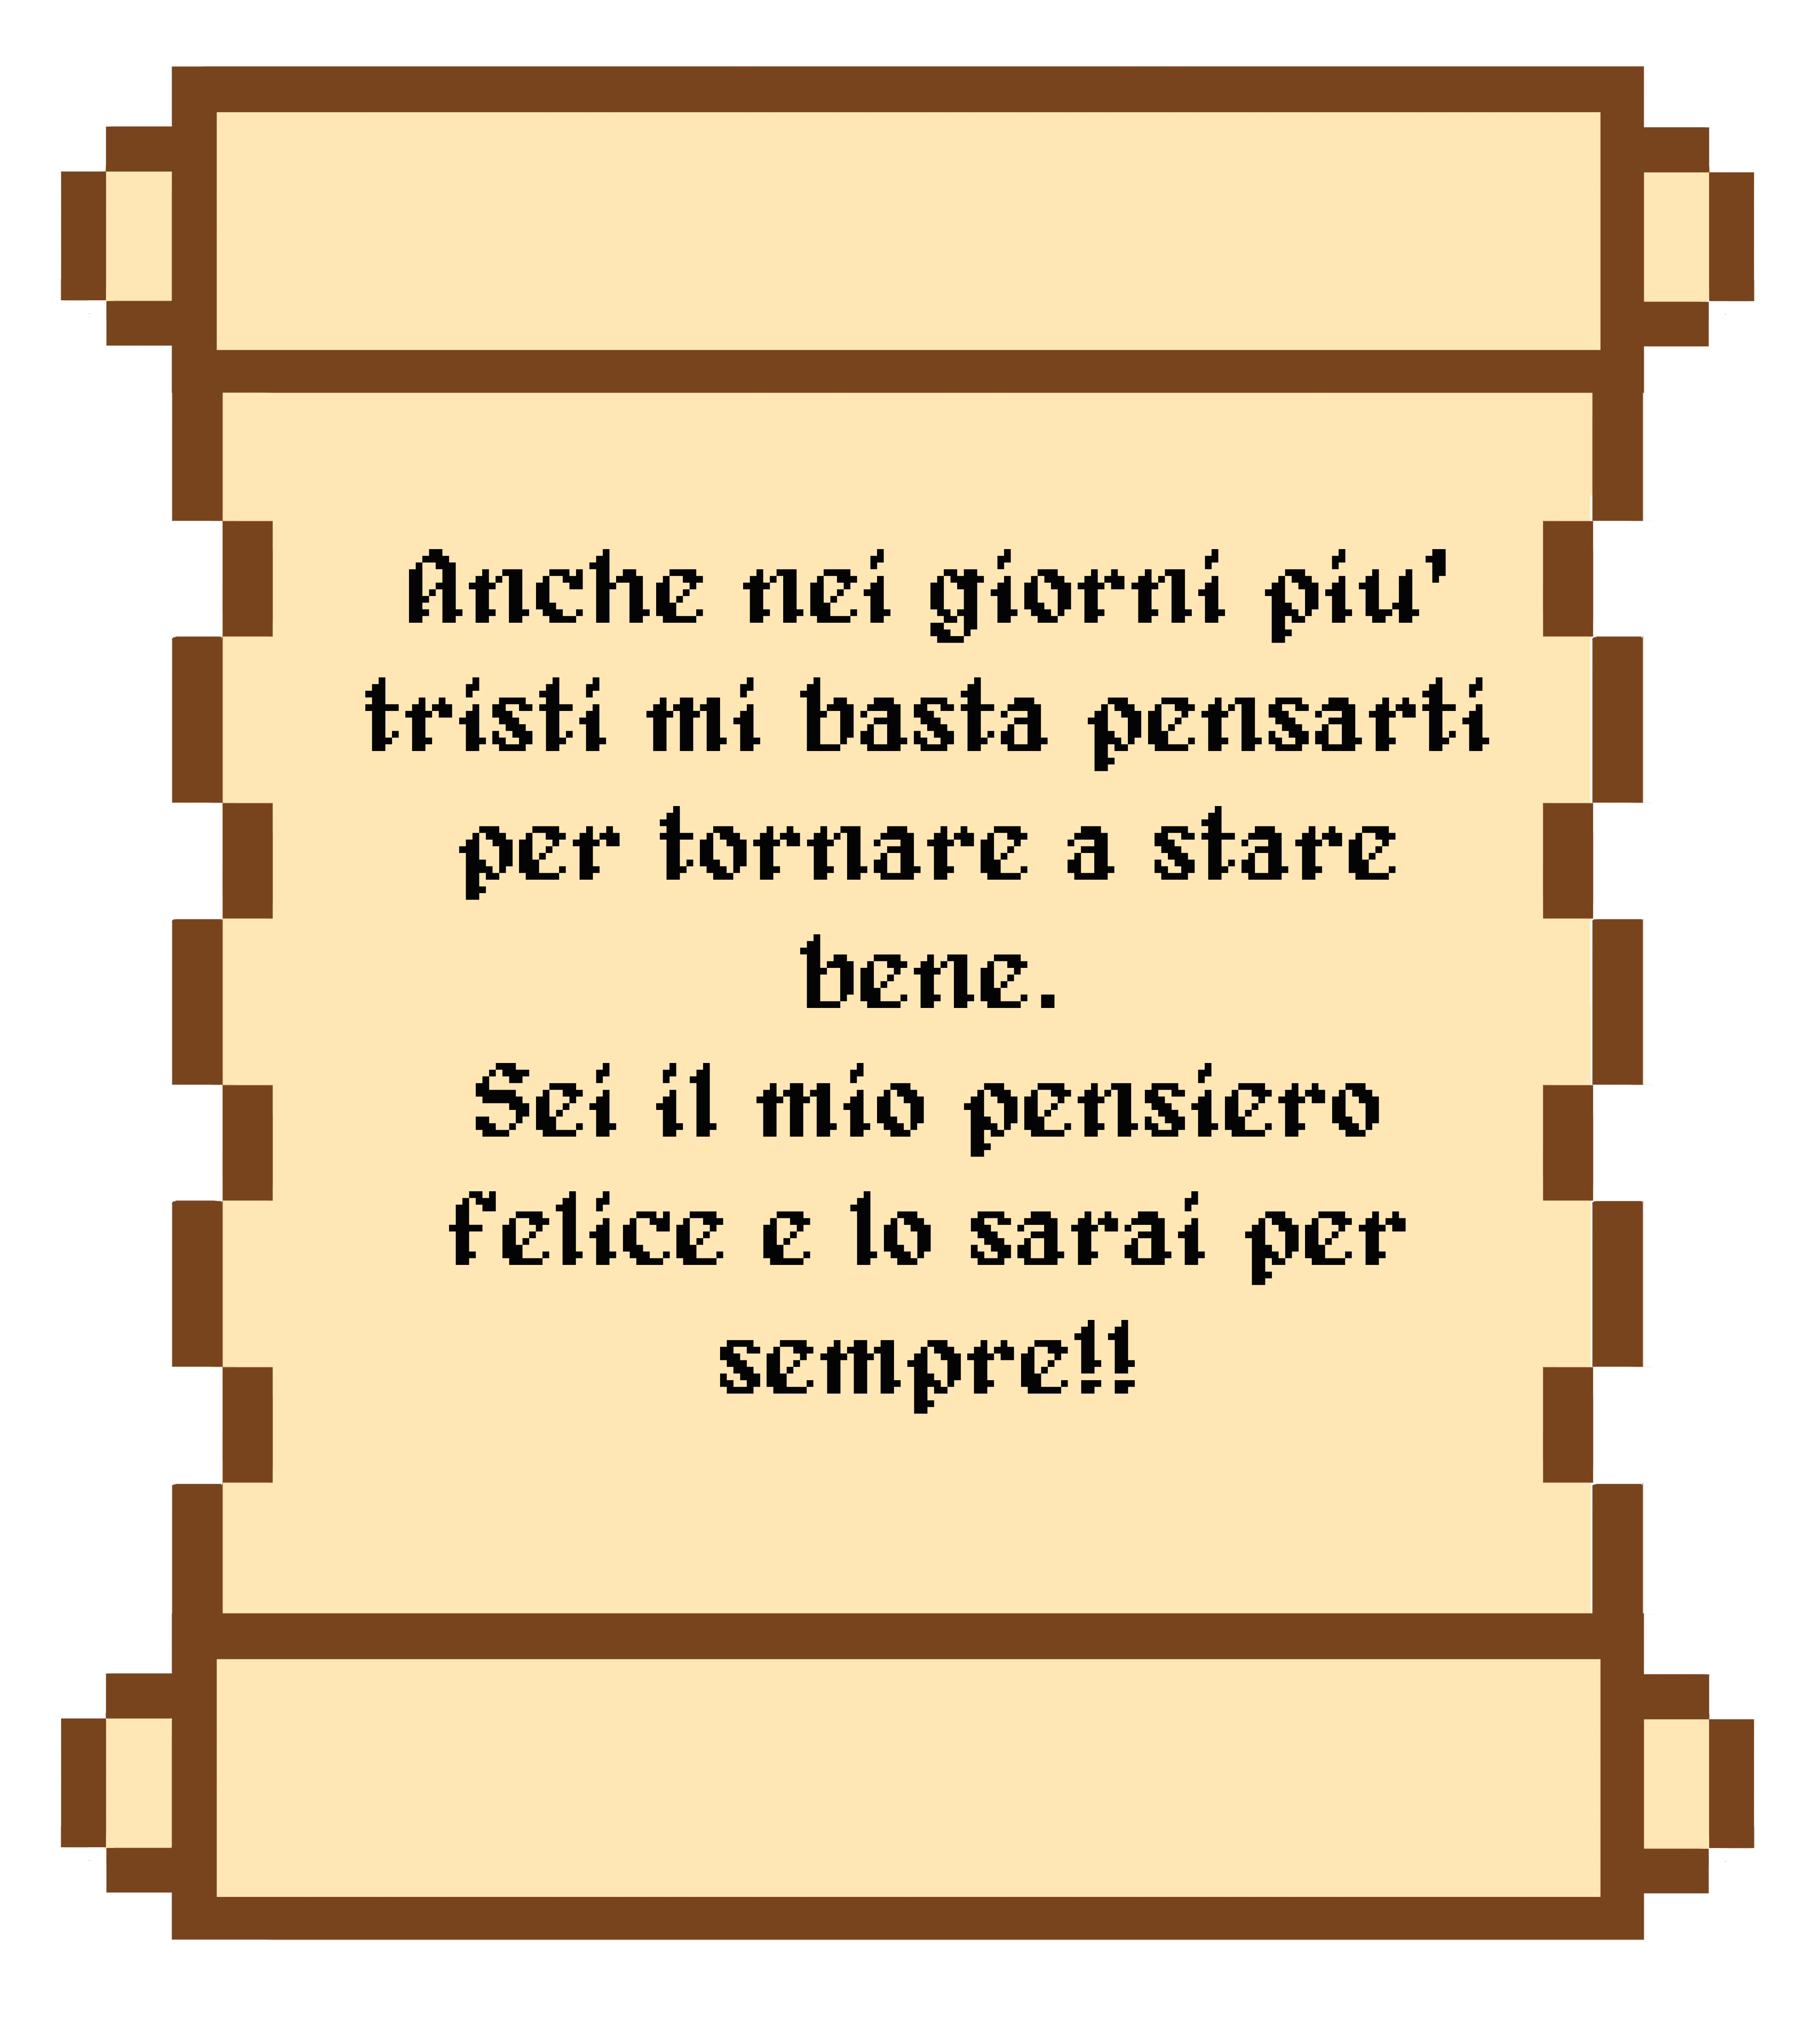 Anche nei giorni piu'
tristi mi basta pensarti
per tornare a stare
bene.
Sei il mio pensiero
felice e lo sarai per
sempre!!